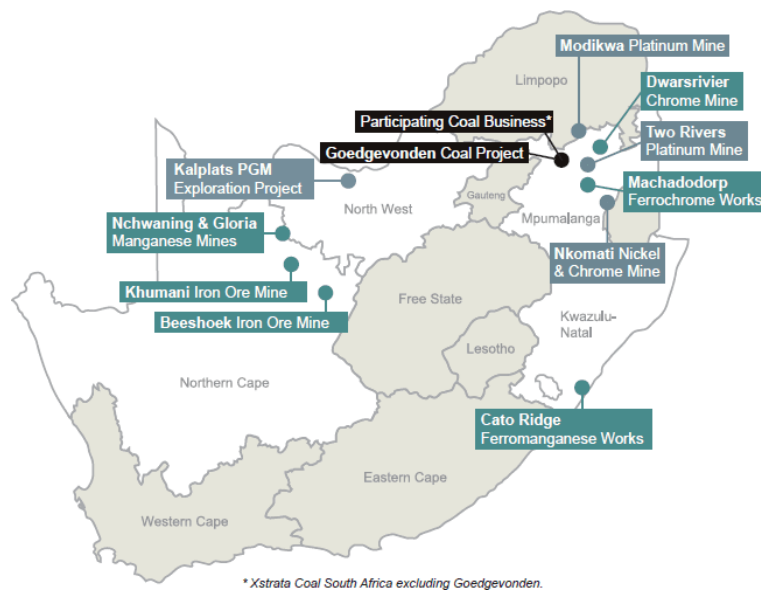 Modikwa Platinum Mine
Limpopo
Dwarsrivier
Chrome Mine
Participating Coal Business*
Two Rivers
Platinum Mine
Goedgevonden Coal Project
Kalplats PGM
Exploration Project
Machadodorp
Ferrochrome Works
Gauteng
North West
Mpumalanga
Nchwaning & Gloria
Manganese Mines
Nkomati Nickel
& Chrome Mine
Khumani Iron Ore Mine
Free State
Kwazulu-
Natal
Beeshoek Iron Ore Mine
Lesotho
Northern Cape
Cato Ridge
Ferromanganese Works
Eastern Cape
Western Cape
* Xstrata Coal South Africa excluding Goedgevonden.